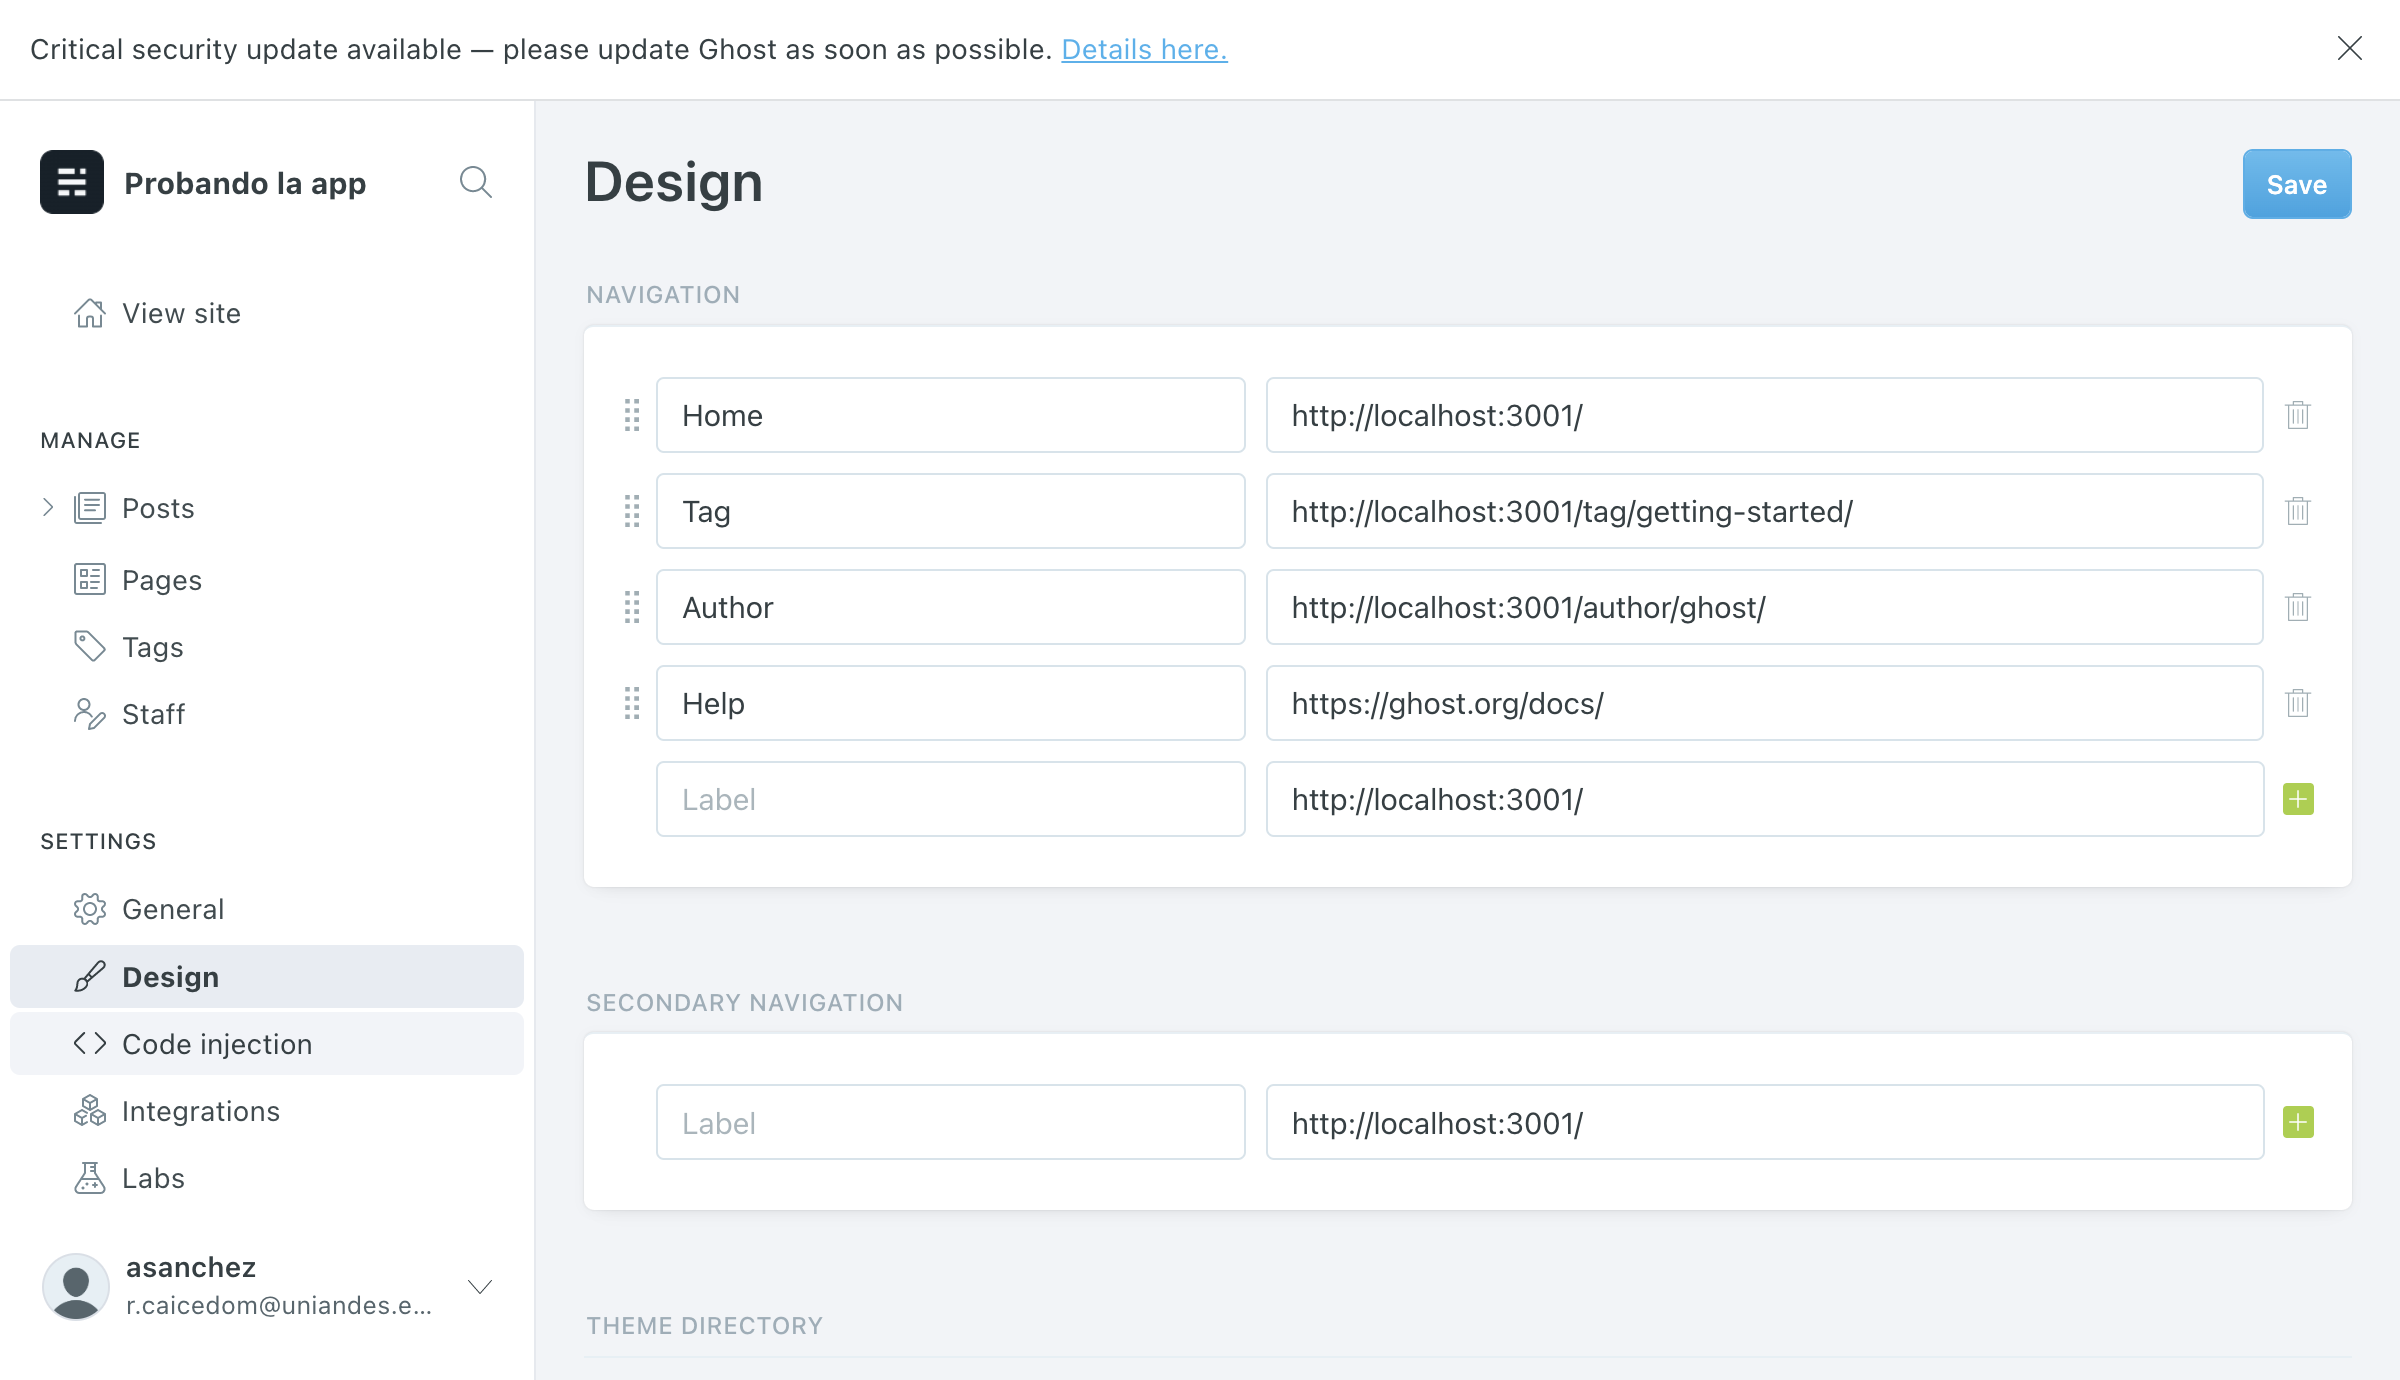 Critical security update available — please update Ghost as soon as possible. Details here.
Probando la app
View site
MANAGE
Posts
Pages
Tags
Staff
SETTINGS
General
Design
Code injection
Integrations
Labs
asanchez
r.caicedom@uniandes.e...
Design
Save
NAVIGATION
Home http://localhost:3001/
Tag http://localhost:3001/tag/getting-started/
Author http://localhost:3001/author/ghost/
Help https://ghost.org/docs/
Label http://localhost:3001/
SECONDARY NAVIGATION
Label http://localhost:3001/
THEME DIRECTORY